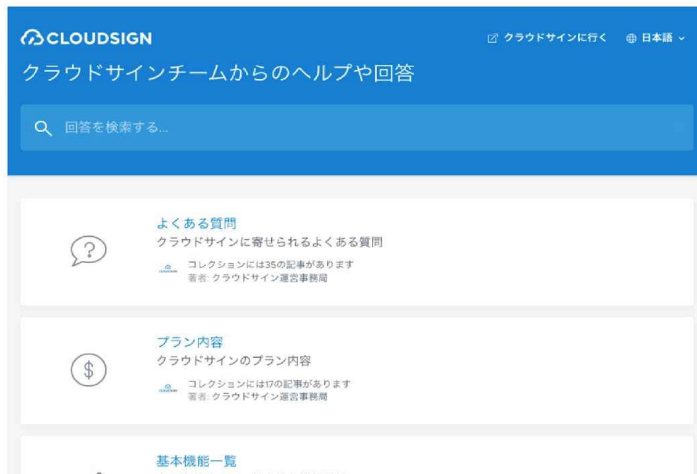 CLOUDSIGN
クラウドサインに行く 日本語
クラウドサインチームからのヘルプや回答
回答を検索する...
よくある質問
クラウドサインに寄せられるよくある質問
コレクションには35の記事があります
著者: クラウドサイン運営事務局
プラン内容
クラウドサインのプラン内容
コレクションには17の記事があります
著者: クラウドサイン運営事務局
基本機能一覧